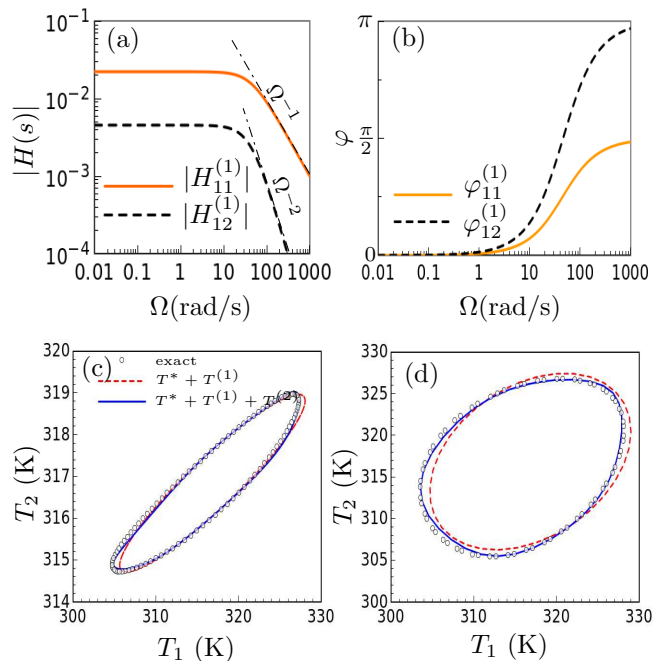 (a)
10^{-1}
10^{-2}
10^{-3}
10^{-4}
|H(s)|
Ω^{-1}
Ω^{-2}
|H_{11}^{(1)}|
|H_{12}^{(1)}|
0.01 0.1 1 10 100 1000
Ω(rad/s)
(b)
π
π/2
0
φ
φ_{11}^{(1)}
φ_{12}^{(1)}
0.01 0.1 1 10 100 1000
Ω(rad/s)
(c)
exact
T^* + T^{(1)}
T^* + T^{(1)} + T^{(2)}
320
319
318
317
316
315
314
T_2 (K)
300 310 320 330
T_1 (K)
(d)
330
325
320
315
310
305
300
T_2 (K)
300 310 320 330
T_1 (K)